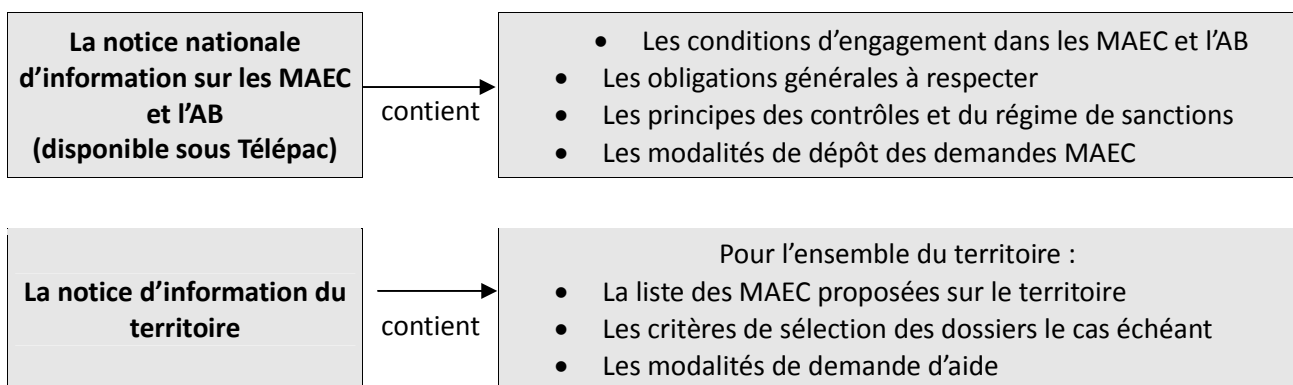 La notice nationale
d’information sur les MAEC
et l’AB
(disponible sous Télépac)
contient
• Les conditions d’engagement dans les MAEC et l’AB
• Les obligations générales à respecter
• Les principes des contrôles et du régime de sanctions
• Les modalités de dépôt des demandes MAEC
La notice d’information du
territoire
contient
Pour l’ensemble du territoire :
• La liste des MAEC proposées sur le territoire
• Les critères de sélection des dossiers le cas échéant
• Les modalités de demande d’aide